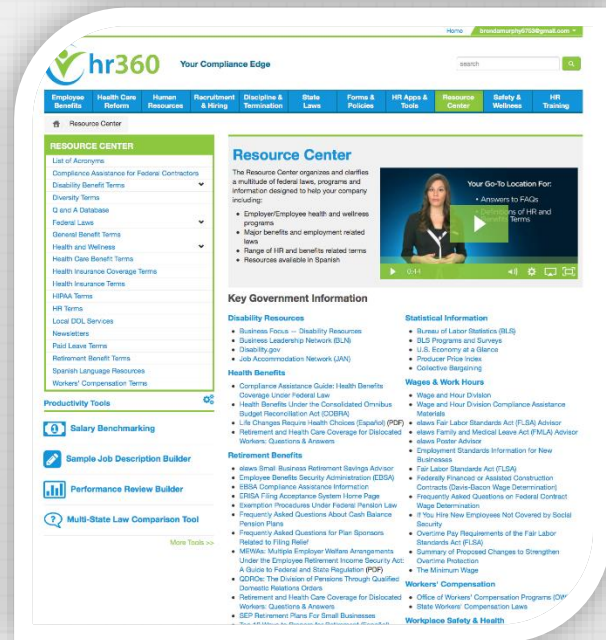 Home
brendamurphy6753@gmail.com
hr360
Your Compliance Edge
search
Employee Benefits
Health Care Reform
Human Resources
Recruitment & Hiring
Discipline & Termination
State Laws
Forms & Policies
HR Apps & Tools
Resource Center
Safety & Wellness
HR Training
Resource Center
RESOURCE CENTER
List of Acronyms
Compliance Assistance for Federal Contractors
Disability Benefit Terms
Diversity Terms
Q and A Database
Federal Laws
General Benefit Terms
Health and Wellness
Health Care Benefit Terms
Health Insurance Coverage Terms
Health Insurance Terms
HIPAA Terms
HR Terms
Local DOL Services
Newsletters
Paid Leave Terms
Retirement Benefit Terms
Spanish Language Resources
Workers' Compensation Terms
Productivity Tools
Salary Benchmarking
Sample Job Description Builder
Performance Review Builder
Multi-State Law Comparison Tool
More Tools >>
Resource Center
The Resource Center organizes and clarifies
a multitude of federal laws, programs and
information designed to help your company
including:
• Employer/Employee health and wellness
programs
• Major benefits and employment related
laws
• Range of HR and benefits related terms
• Resources available in Spanish
Your Go-To Location For:
• Answers to FAQs
• Definitions of HR and
Benefit Terms
0:44
Key Government Information
Disability Resources
• Business Focus — Disability Resources
• Business Leadership Network (BLN)
• Disability.gov
• Job Accommodation Network (JAN)
Health Benefits
• Compliance Assistance Guide: Health Benefits
Coverage Under Federal Law
• Health Benefits Under the Consolidated Omnibus
Budget Reconciliation Act (COBRA)
• Life Changes Require Health Choices (Español) (PDF)
• Retirement and Health Care Coverage for Dislocated
Workers: Questions & Answers
Retirement Benefits
• elaws Small Business Retirement Savings Advisor
• Employee Benefits Security Administration (EBSA)
• EBSA Compliance Assistance Information
• ERISA Filing Acceptance System Home Page
• Exemption Procedures Under Federal Pension Law
• Frequently Asked Questions About Cash Balance
Pension Plans
• Frequently Asked Questions for Plan Sponsors
Related to Filing Relief
• MEWAs: Multiple Employer Welfare Arrangements
Under the Employee Retirement Income Security Act:
A Guide to Federal and State Regulation (PDF)
• QDROs: The Division of Pensions Through Qualified
Domestic Relations Orders
• Retirement and Health Care Coverage for Dislocated
Workers: Questions & Answers
• SEP Retirement Plans For Small Businesses
Statistical Information
• Bureau of Labor Statistics (BLS)
• BLS Programs and Surveys
• U.S. Economy at a Glance
• Producer Price Index
• Collective Bargaining
Wages & Work Hours
• Wage and Hour Division
• Wage and Hour Division Compliance Assistance
Materials
• elaws Fair Labor Standards Act (FLSA) Advisor
• elaws Family and Medical Leave Act (FMLA) Advisor
• elaws Poster Advisor
• Employment Standards Information for New
Businesses
• Fair Labor Standards Act (FLSA)
• Federally Financed or Assisted Construction
Contracts (Davis-Bacon Wage Determination)
• Frequently Asked Questions on Federal Contract
Wage Determination
• If You Hire New Employees Not Covered by Social
Security
• Overtime Pay Requirements of the Fair Labor
Standards Act (FLSA)
• Summary of Proposed Changes to Strengthen
Overtime Protection
• The Minimum Wage
Workers' Compensation
• Office of Workers' Compensation Programs
• State Workers' Compensation Laws
Workplace Safety & Health